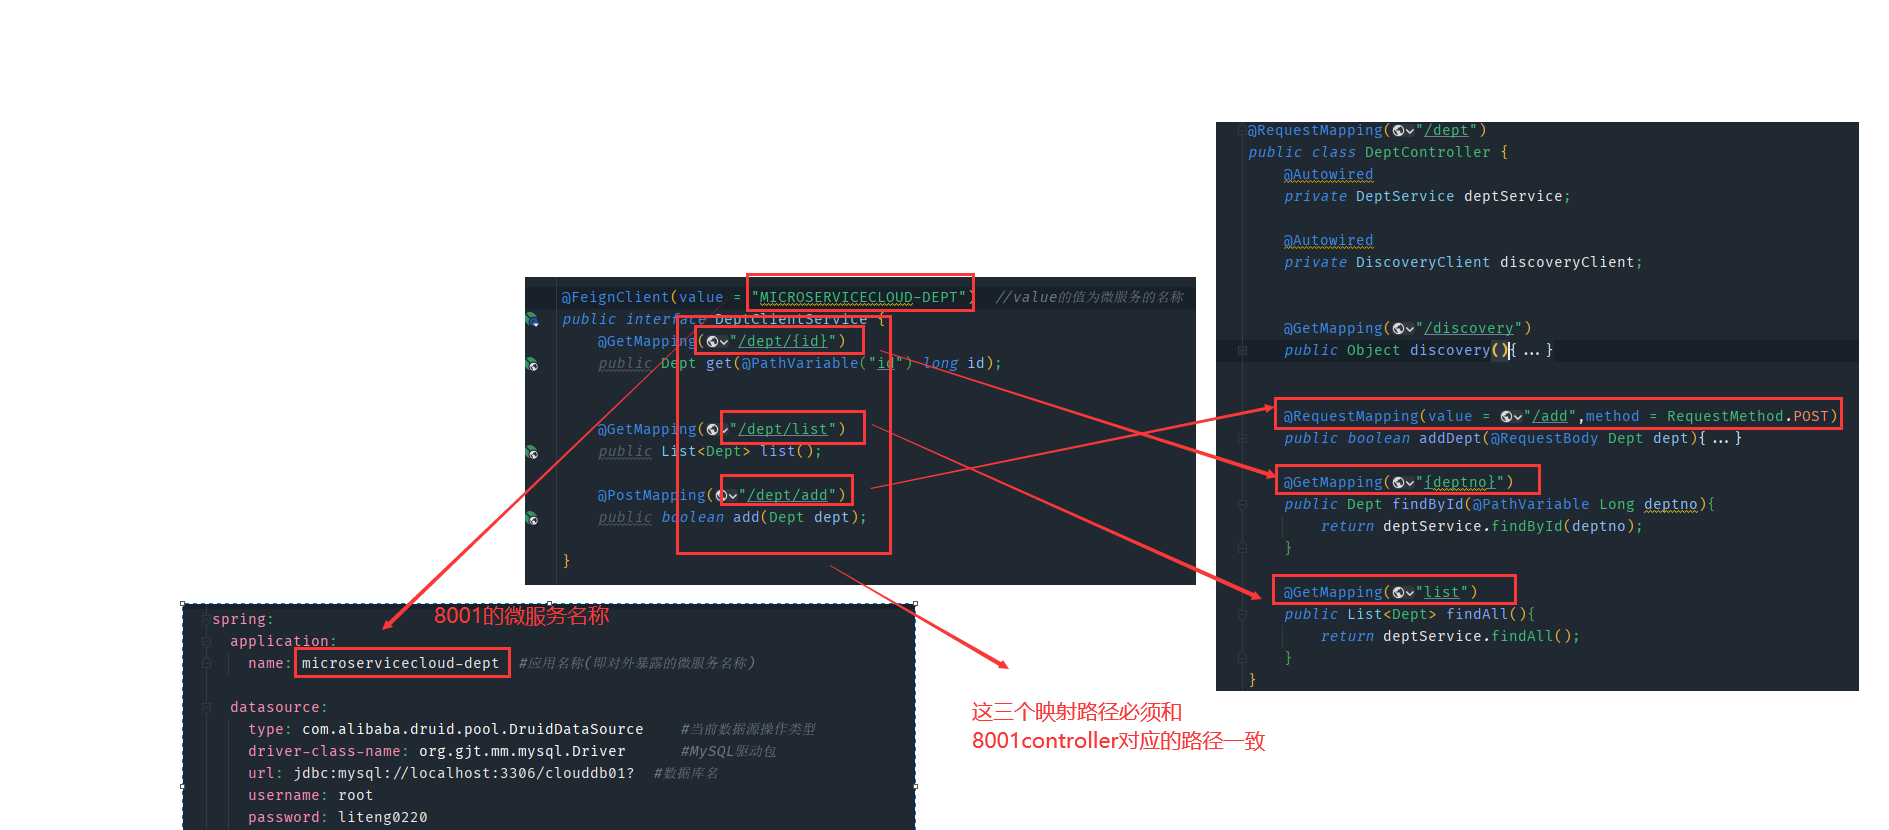 @FeignClient(value = "MICROSERVICECLOUD-DEPT")  //value的值为微服务的名称
public interface DeptClientService {
@GetMapping("/dept/{id}")
public Dept get(@PathVariable("id") long id);
@GetMapping("/dept/list")
public List<Dept> list();
@PostMapping("/dept/add")
public boolean add(Dept dept);
}
@RequestMapping("/dept")
public class DeptController {
@Autowired
private DeptService deptService;
@Autowired
private DiscoveryClient discoveryClient;
@GetMapping("/discovery")
public Object discovery(){...}
@RequestMapping(value = "/add",method = RequestMethod.POST)
public boolean addDept(@RequestBody Dept dept){...}
@GetMapping("{deptno}")
public Dept findById(@PathVariable Long deptno){
return deptService.findById(deptno);
}
@GetMapping("list")
public List<Dept> findAll(){
return deptService.findAll();
}
}
8001的微服务名称
spring:
application:
name: microservicecloud-dept  #应用名称(即对外暴露的微服务名称)
datasource:
type: com.alibaba.druid.pool.DruidDataSource    #当前数据源操作类型
driver-class-name: org.gjt.mm.mysql.Driver     #MySQL驱动包
url: jdbc:mysql://localhost:3306/clouddb01?  #数据库名
username: root
password: liteng0220
这三个映射路径必须和
8001controller对应的路径一致